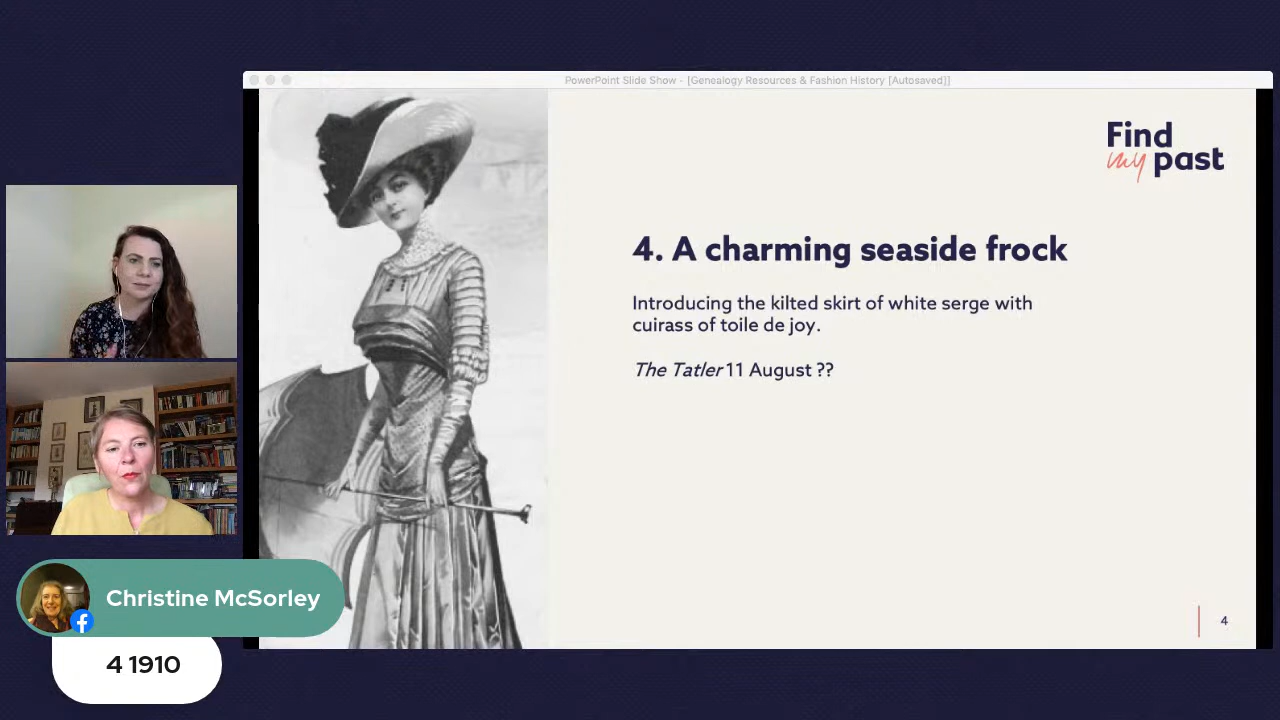 PowerPoint Slide Show - [Genealogy Resources & Fashion History [Autosaved]]
Find
my past
4. A charming seaside frock
Introducing the kilted skirt of white serge with
cuirass of toile de joy.
The Tatler 11 August ??
4
Christine McSorley
4 1910